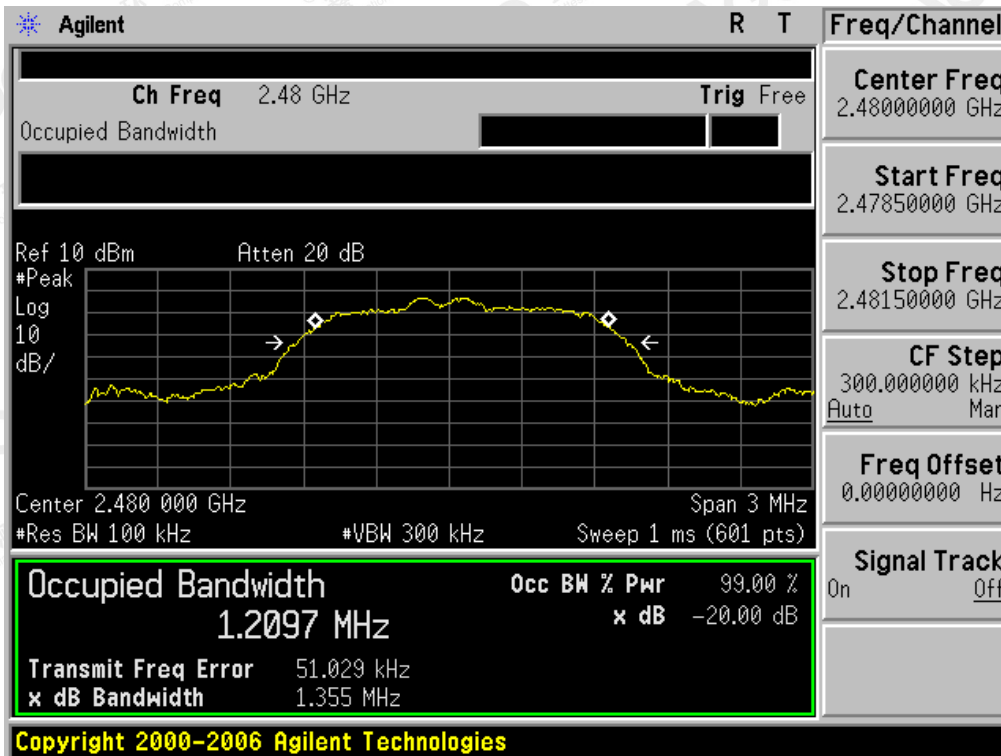 Agilent R T
Ch Freq 2.48 GHz Trig Free
Occupied Bandwidth
Ref 10 dBm Atten 20 dB
#Peak
Log
10
dB/
Center 2.480 000 GHz Span 3 MHz
#Res BW 100 kHz #VBW 300 kHz Sweep 1 ms (601 pts)
Occupied Bandwidth
1.2097 MHz
Occ BW % Pwr 99.00 %
x dB -20.00 dB
Transmit Freq Error 51.029 kHz
x dB Bandwidth 1.355 MHz
Copyright 2000-2006 Agilent Technologies
Freq/Channel
Center Freq
2.48000000 GHz
Start Freq
2.47850000 GHz
Stop Freq
2.48150000 GHz
CF Step
300.000000 kHz
Auto Man
Freq Offset
0.00000000 Hz
Signal Track
On Off